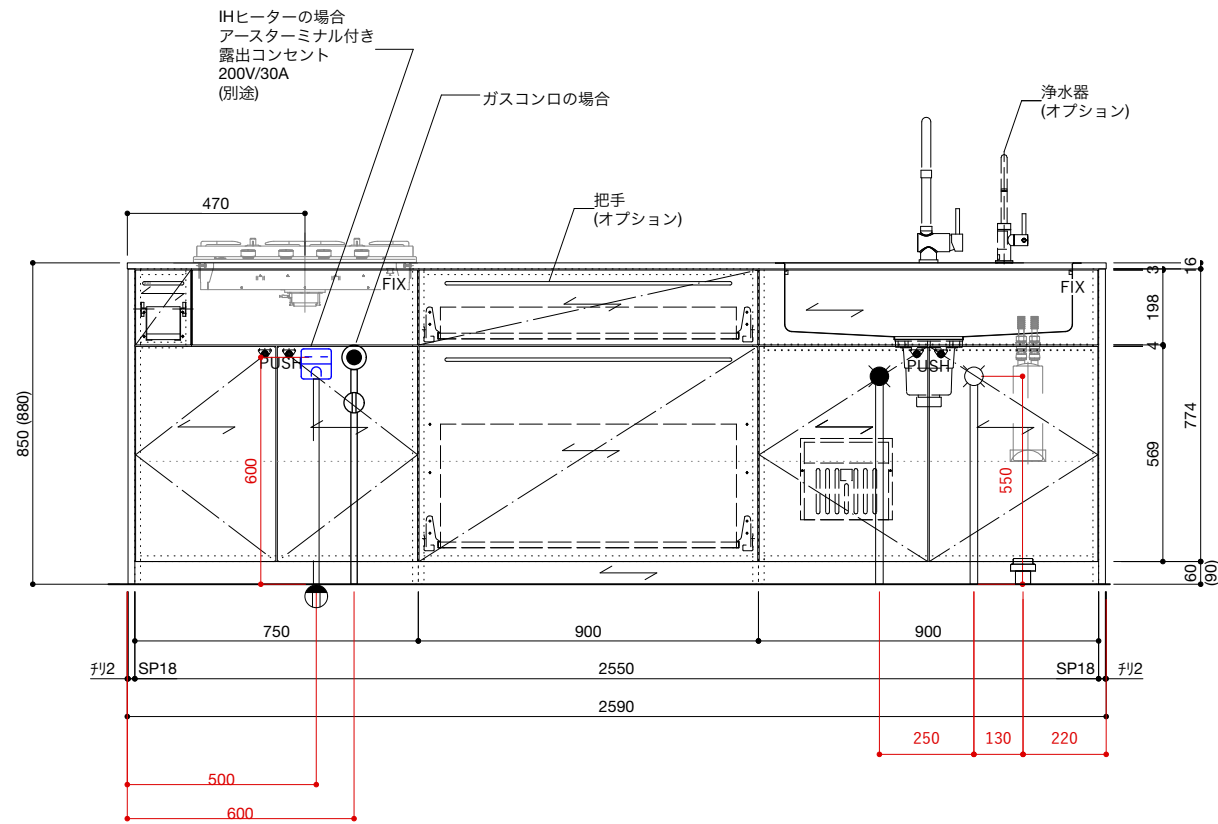 IHヒーターの場合
アースターミナル付き
露出コンセント
200V/30A
(別途)
ガスコンロの場合
浄水器
(オプション)
把手
(オプション)
470
FIX
FIX
16
3
198
4
PUSH
PUSH
850 (880)
774
569
600
550
60
(90)
750
900
900
チリ2
SP18
2550
SP18
チリ2
2590
250
130
220
500
600